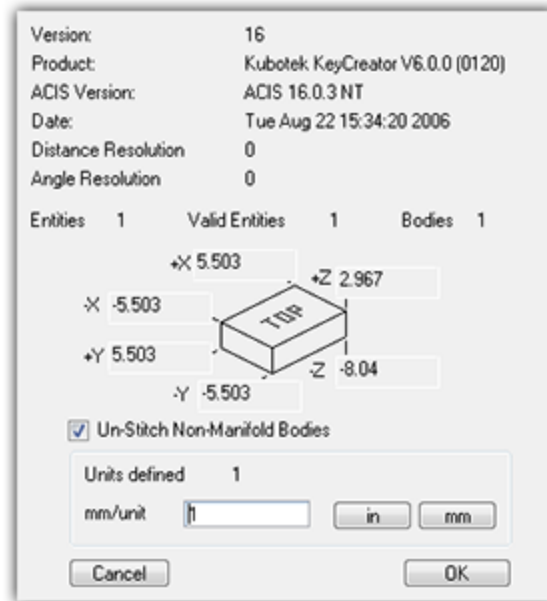 Version: 16
Product: Kubotek KeyCreator V6.0.0 (0120)
ACIS Version: ACIS 16.0.3 NT
Date: Tue Aug 22 15:34:20 2006
Distance Resolution 0
Angle Resolution 0
Entities 1 Valid Entities 1 Bodies 1
+X 5.503
+Z 2.967
-X -5.503
TOP
+Y 5.503
-Z -8.04
-Y -5.503
Un-Stitch Non-Manifold Bodies
Units defined 1
mm/unit 1 in mm
Cancel OK